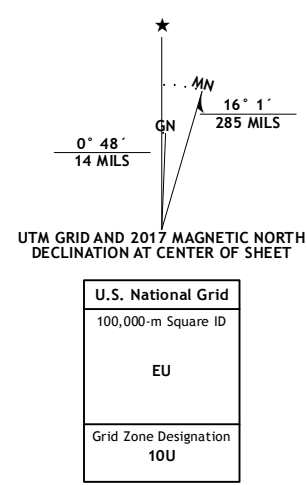 ★
MN
GN
16° 1´
285 MILS
0° 48´
14 MILS
UTM GRID AND 2017 MAGNETIC NORTH
DECLINATION AT CENTER OF SHEET
U.S. National Grid
100,000-m Square ID
EU
Grid Zone Designation
10U